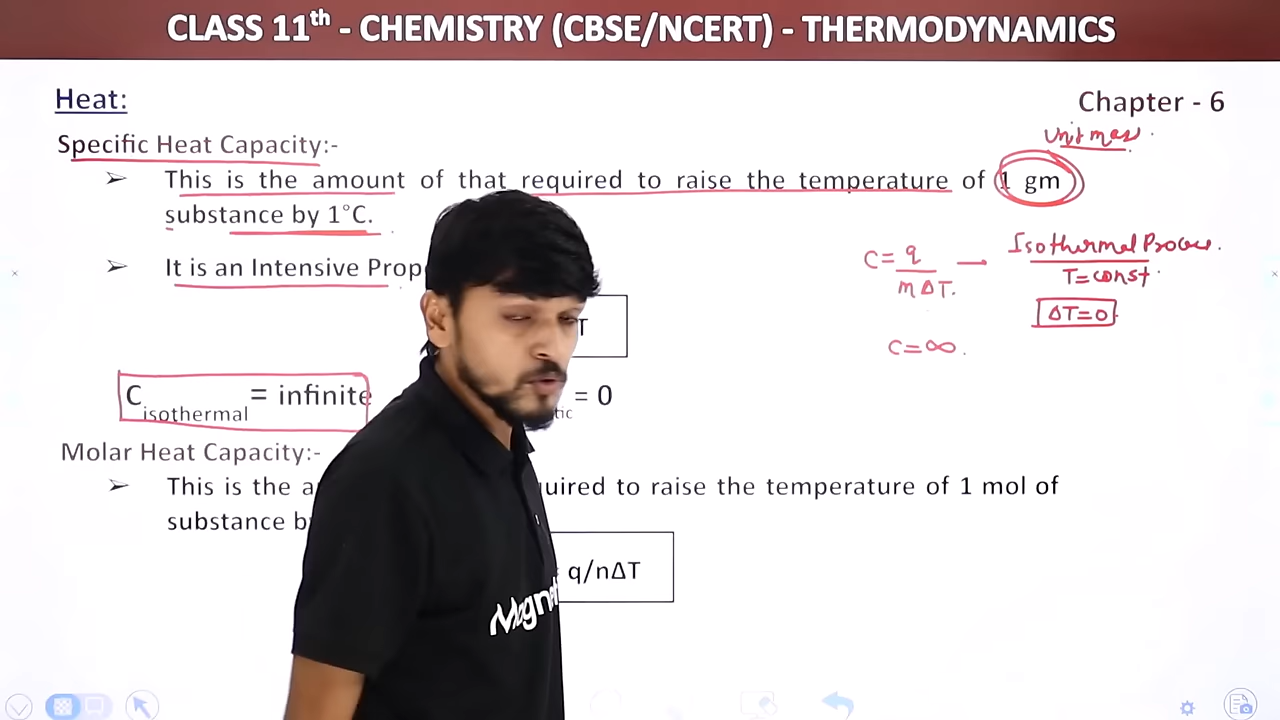 CLASS 11th - CHEMISTRY (CBSE/NCERT) - THERMODYNAMICS
Heat:
Chapter - 6
Specific Heat Capacity:-
Unit mass.
➢ This is the amount of that required to raise the temperature of 1 gm
substance by 1°C.
➢ It is an Intensive Prop
C = q / mΔT. → Isothermal Process.
T = const.
ΔT = 0.
T
C = ∞.
C isothermal = infinite
tic = 0
Molar Heat Capacity:-
➢ This is the a uired to raise the temperature of 1 mol of
substance b
q/nΔT
Magnet